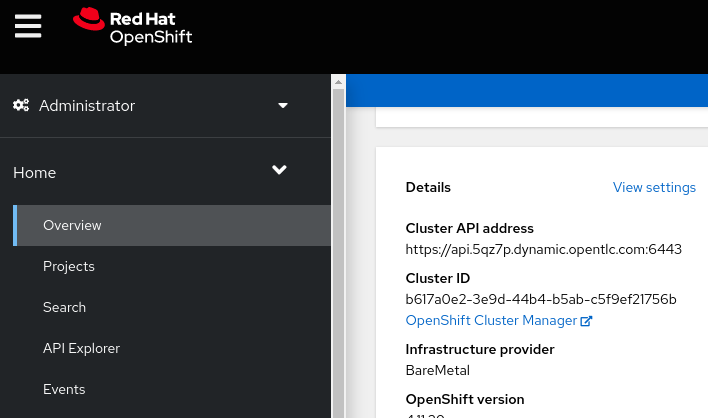 Red Hat
OpenShift
Administrator
Home
Overview
Projects
Search
API Explorer
Events
Details
View settings
Cluster API address
https://api.5qz7p.dynamic.opentlc.com:6443
Cluster ID
b617a0e2-3e9d-44b4-b5ab-c5f9ef21756b
OpenShift Cluster Manager
Infrastructure provider
BareMetal
OpenShift version